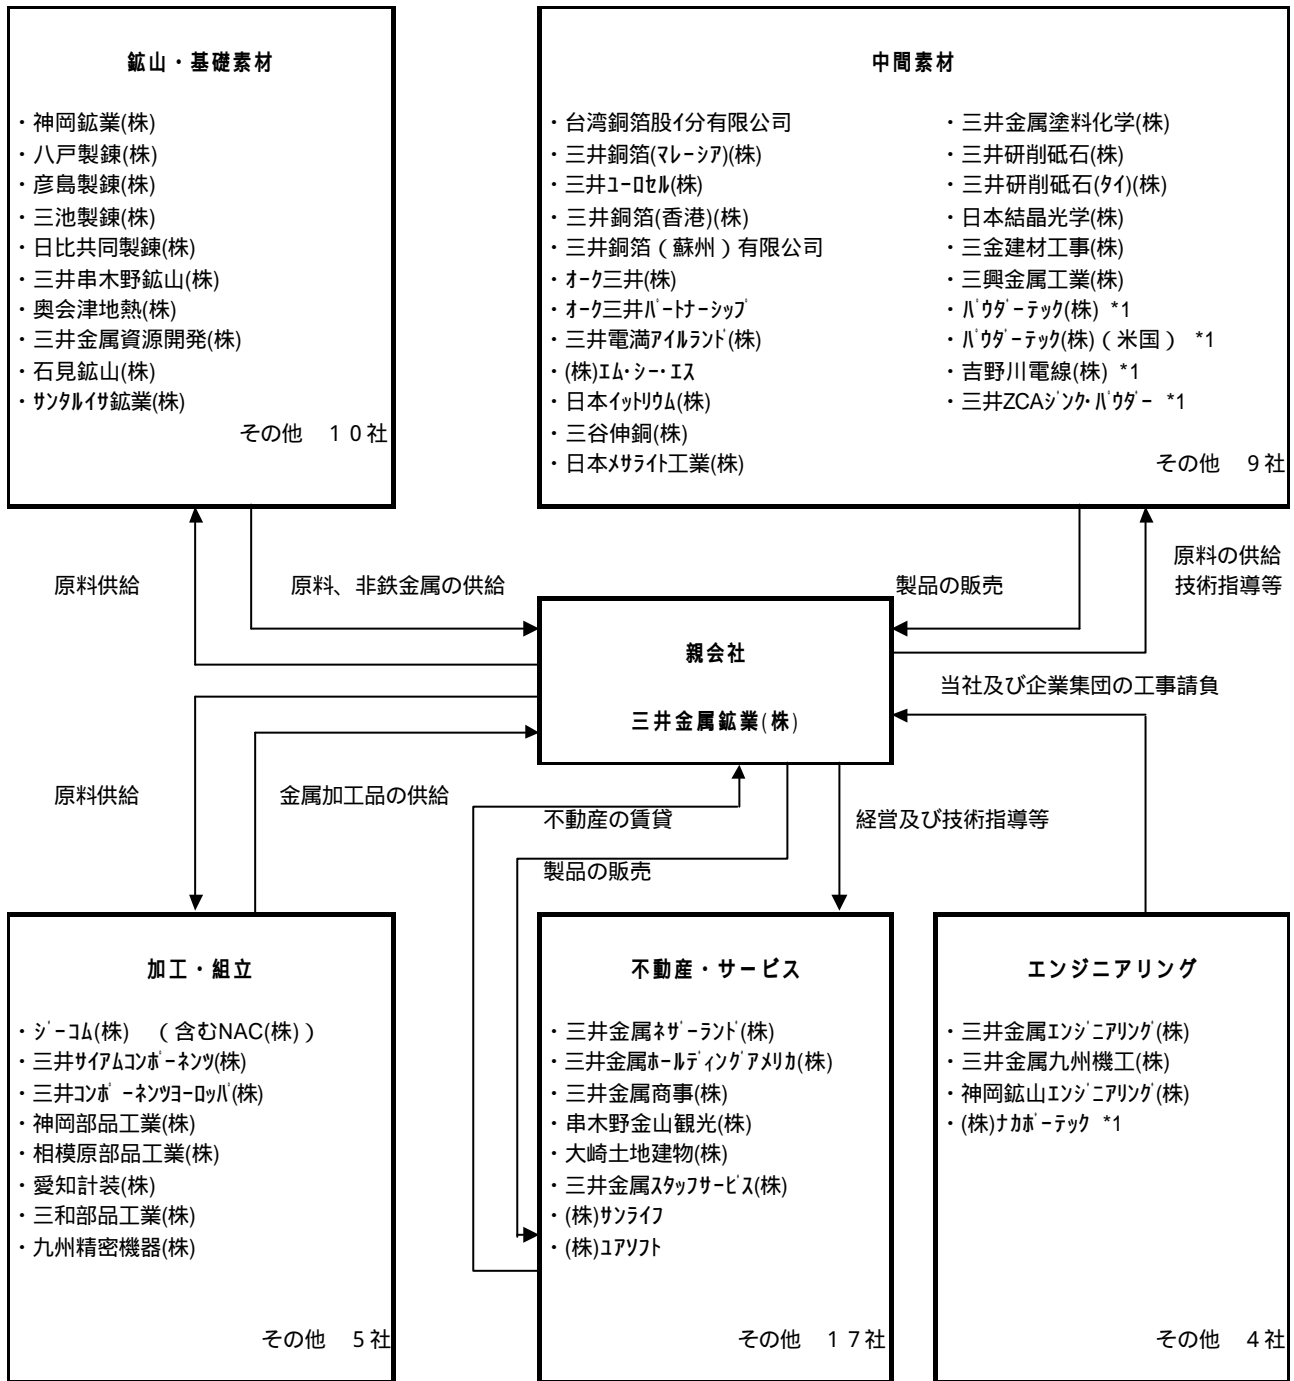 鉱山・基礎素材
・神岡鉱業(株)
・八戸製錬(株)
・彦島製錬(株)
・三池製錬(株)
・日比共同製錬(株)
・三井串木野鉱山(株)
・奥会津地熱(株)
・三井金属資源開発(株)
・石見鉱山(株)
・ｻﾝﾀﾙｲｻ鉱業(株)
その他　１０社
中間素材
・台湾銅箔股ｲ分有限公司
・三井銅箔(ﾏﾚｰｼｱ)(株)
・三井ﾕｰﾛｾﾙ(株)
・三井銅箔(香港)(株)
・三井銅箔（蘇州）有限公司
・ｵｰｸ三井(株)
・ｵｰｸ三井ﾊﾟｰﾄﾅｰｼｯﾌﾟ
・三井電満ｱｲﾙﾗﾝﾄﾞ(株)
・(株)ｴﾑ･ｼｰ･ｴｽ
・日本ｲｯﾄﾘｳﾑ(株)
・三谷伸銅(株)
・日本ﾒｻﾗｲﾄ工業(株)
・三井金属塗料化学(株)
・三井研削砥石(株)
・三井研削砥石(ﾀｲ)(株)
・日本結晶光学(株)
・三金建材工事(株)
・三興金属工業(株)
・ﾊﾟｳﾀﾞｰﾃｯｸ(株) *1
・ﾊﾟｳﾀﾞｰﾃｯｸ(株)（米国） *1
・吉野川電線(株) *1
・三井ZCAｼﾞﾝｸ･ﾊﾟｳﾀﾞｰ *1
その他　９社
原料供給
原料、非鉄金属の供給
製品の販売
原料の供給
技術指導等
親会社
三井金属鉱業(株)
当社及び企業集団の工事請負
原料供給
金属加工品の供給
不動産の賃貸
製品の販売
経営及び技術指導等
加工・組立
・ｼﾞｰｺﾑ(株)　（含むNAC(株)）
・三井ｻｲｱﾑｺﾝﾎﾟｰﾈﾝﾂ(株)
・三井ｺﾝﾎﾟｰﾈﾝﾂﾖｰﾛｯﾊﾟ(株)
・神岡部品工業(株)
・相模原部品工業(株)
・愛知計装(株)
・三和部品工業(株)
・九州精密機器(株)
その他　５社
不動産・サービス
・三井金属ﾈｻﾞｰﾗﾝﾄﾞ(株)
・三井金属ﾎｰﾙﾃﾞｨﾝｸﾞｱﾒﾘｶ(株)
・三井金属商事(株)
・串木野金山観光(株)
・大崎土地建物(株)
・三井金属ｽﾀｯﾌｻｰﾋﾞｽ(株)
・(株)ｻﾝﾗｲﾌ
・(株)ﾕｱｿﾌﾄ
その他　１７社
エンジニアリング
・三井金属ｴﾝｼﾞﾆｱﾘﾝｸﾞ(株)
・三井金属九州機工(株)
・神岡鉱山ｴﾝｼﾞﾆｱﾘﾝｸﾞ(株)
・(株)ﾅｶﾎﾞｰﾃｯｸ *1
その他　４社